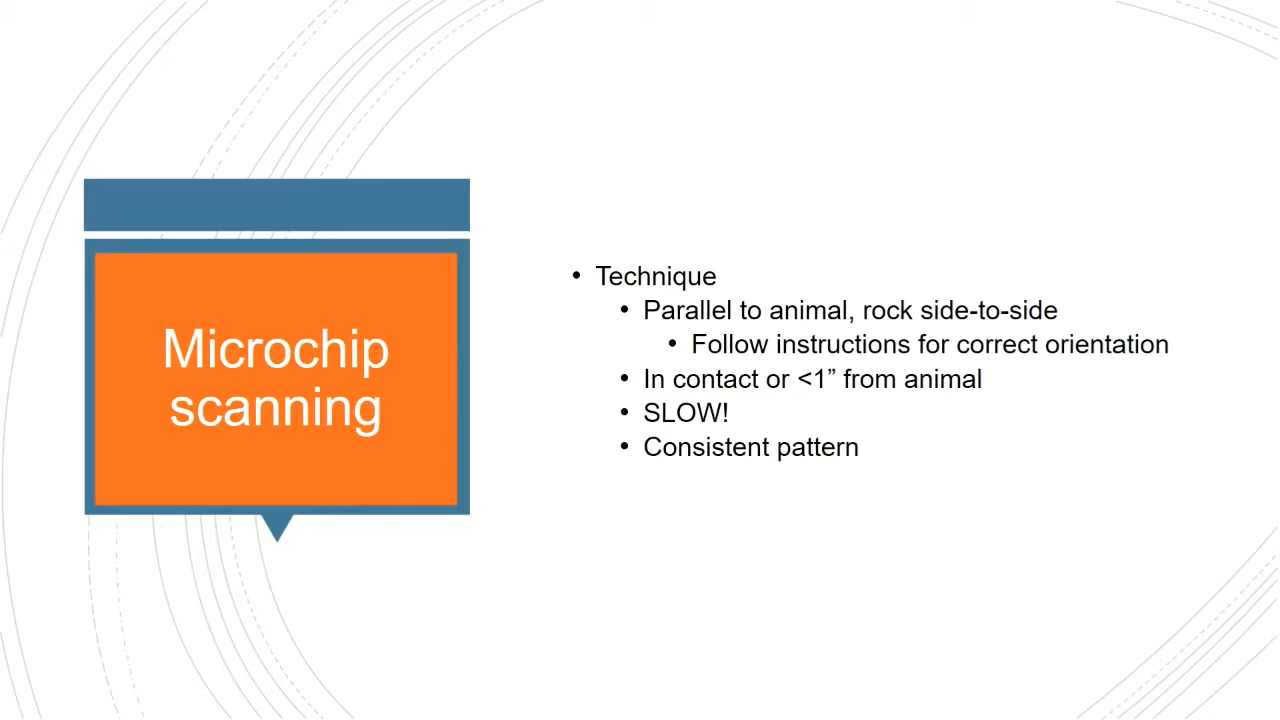 Microchip
scanning
• Technique
• Parallel to animal, rock side-to-side
• Follow instructions for correct orientation
• In contact or <1” from animal
• SLOW!
• Consistent pattern